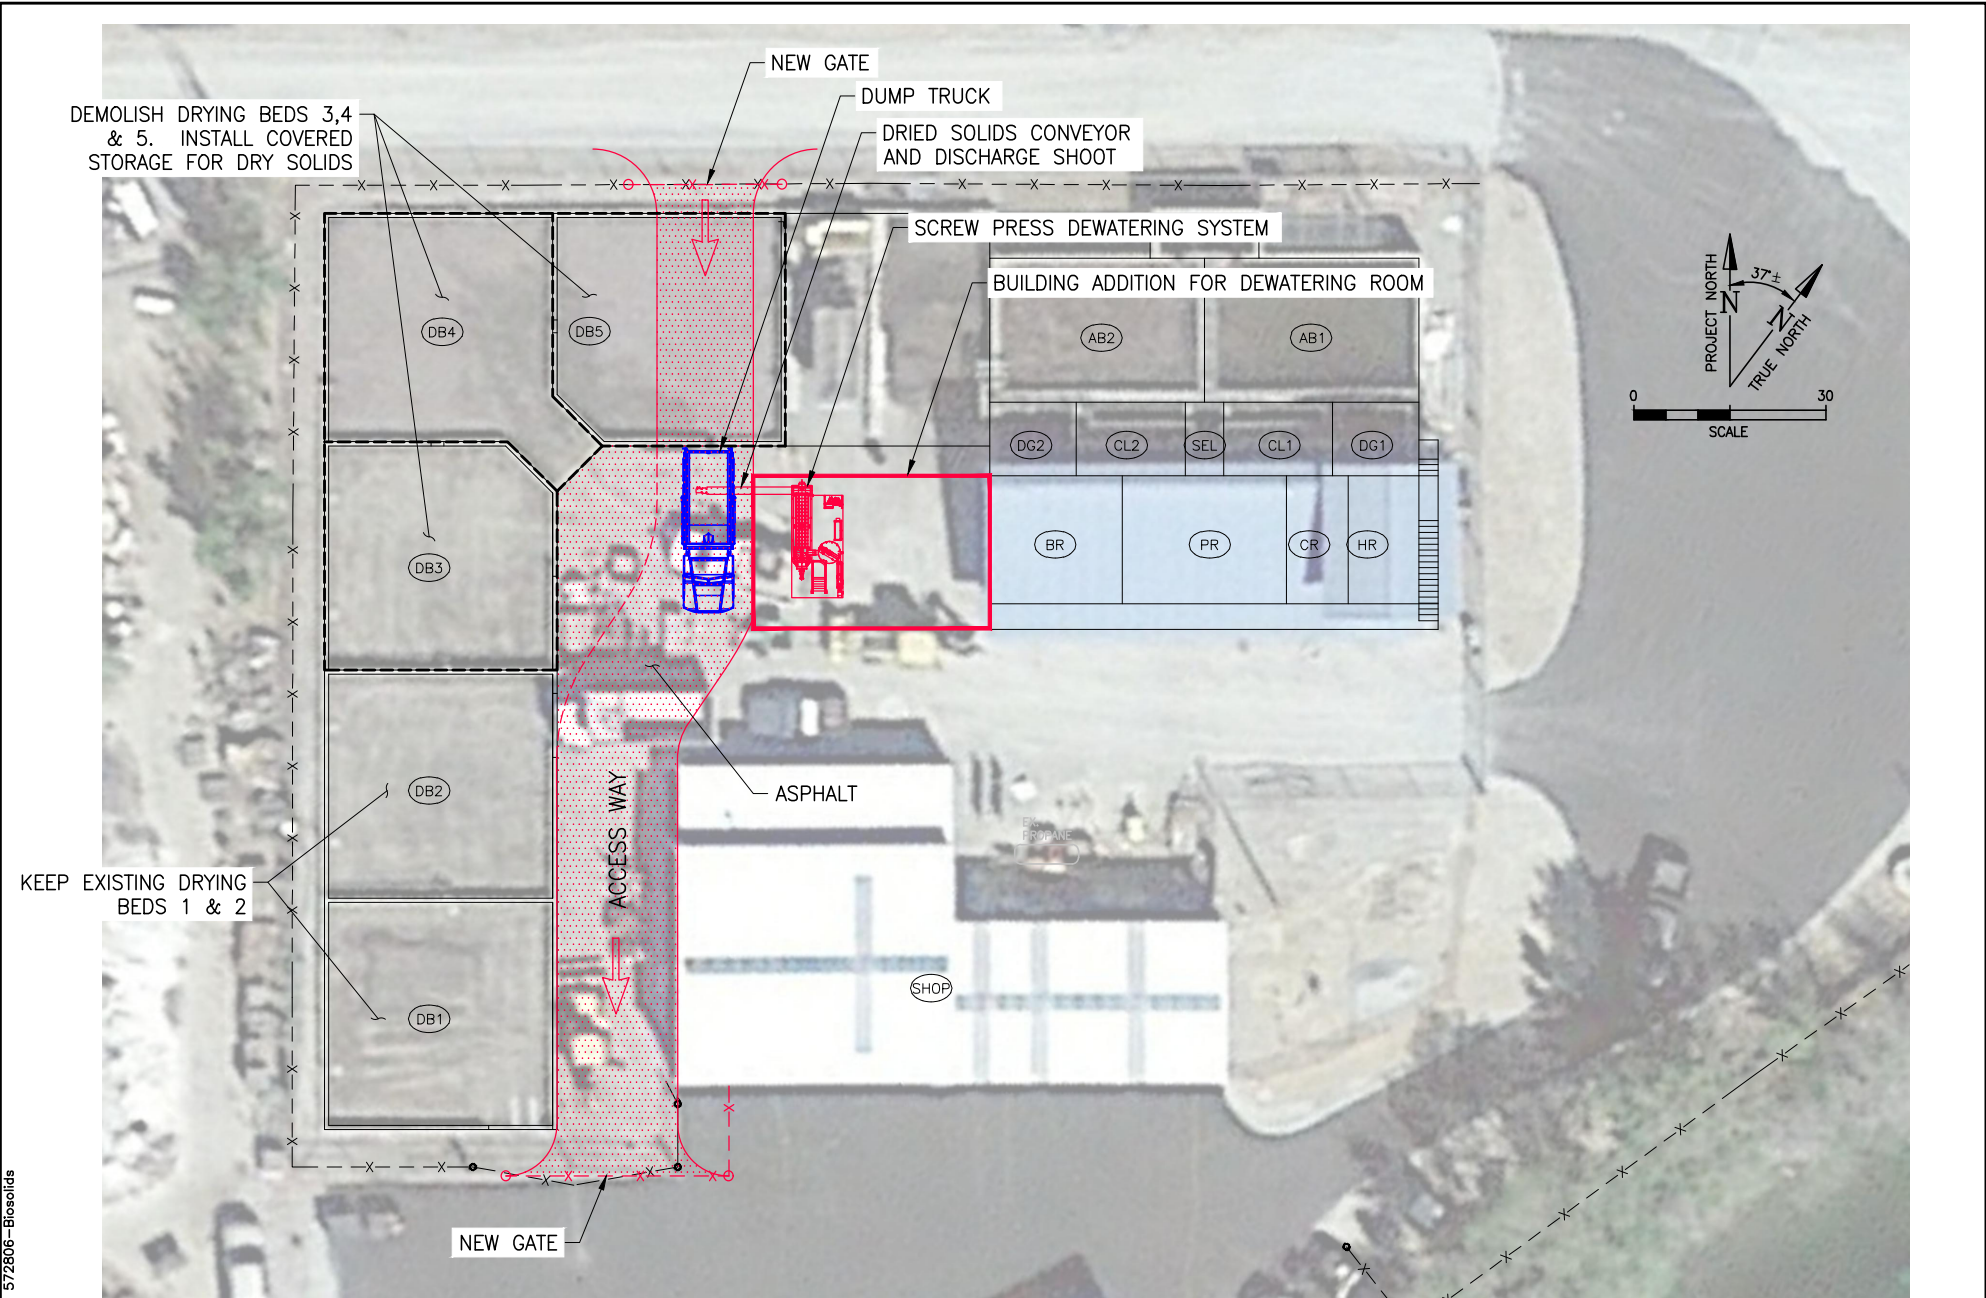 NEW GATE
DUMP TRUCK
DEMOLISH DRYING BEDS 3,4
& 5. INSTALL COVERED
STORAGE FOR DRY SOLIDS
DRIED SOLIDS CONVEYOR
AND DISCHARGE SHOOT
SCREW PRESS DEWATERING SYSTEM
BUILDING ADDITION FOR DEWATERING ROOM
PROJECT NORTH
N
37°±
N
TRUE NORTH
0 30
SCALE
DB4
DB5
AB2
AB1
DG2
CL2
SEL
CL1
DG1
DB3
BR
PR
CR
HR
DB2
ASPHALT
ACCESS WAY
EX.
PROPANE
KEEP EXISTING DRYING
BEDS 1 & 2
SHOP
DB1
NEW GATE
572806-Biosolids